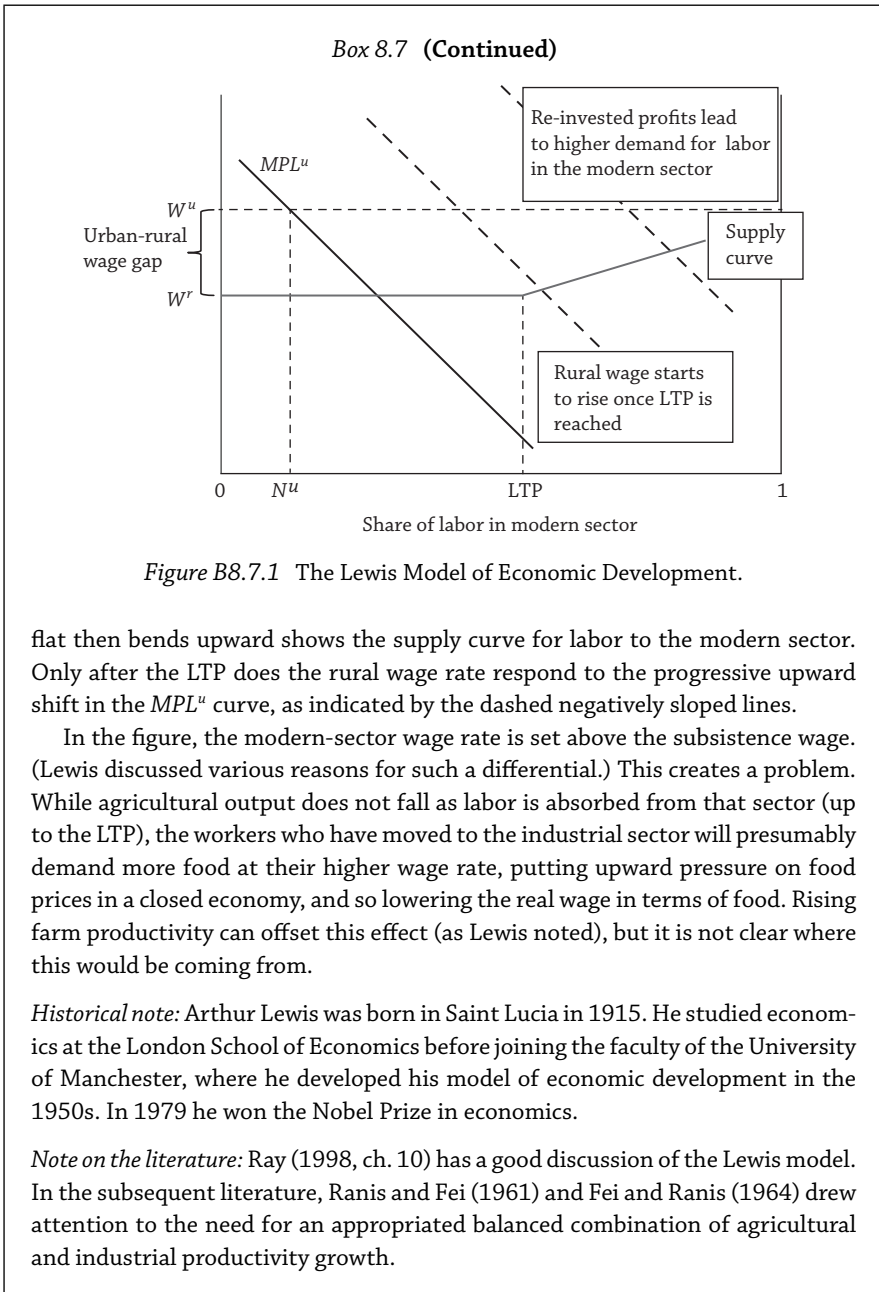 Box 8.7 (Continued)
Re-invested profits lead
to higher demand for labor
in the modern sector
MPLᵘ
Wᵘ
Urban-rural
wage gap
Supply
curve
Wʳ
Rural wage starts
to rise once LTP is
reached
0 Nᵘ LTP 1
Share of labor in modern sector
Figure B8.7.1 The Lewis Model of Economic Development.
flat then bends upward shows the supply curve for labor to the modern sector.
Only after the LTP does the rural wage rate respond to the progressive upward
shift in the MPLᵘ curve, as indicated by the dashed negatively sloped lines.
In the figure, the modern-sector wage rate is set above the subsistence wage.
(Lewis discussed various reasons for such a differential.) This creates a problem.
While agricultural output does not fall as labor is absorbed from that sector (up
to the LTP), the workers who have moved to the industrial sector will presumably
demand more food at their higher wage rate, putting upward pressure on food
prices in a closed economy, and so lowering the real wage in terms of food. Rising
farm productivity can offset this effect (as Lewis noted), but it is not clear where
this would be coming from.
Historical note: Arthur Lewis was born in Saint Lucia in 1915. He studied econom-
ics at the London School of Economics before joining the faculty of the University
of Manchester, where he developed his model of economic development in the
1950s. In 1979 he won the Nobel Prize in economics.
Note on the literature: Ray (1998, ch. 10) has a good discussion of the Lewis model.
In the subsequent literature, Ranis and Fei (1961) and Fei and Ranis (1964) drew
attention to the need for an appropriated balanced combination of agricultural
and industrial productivity growth.